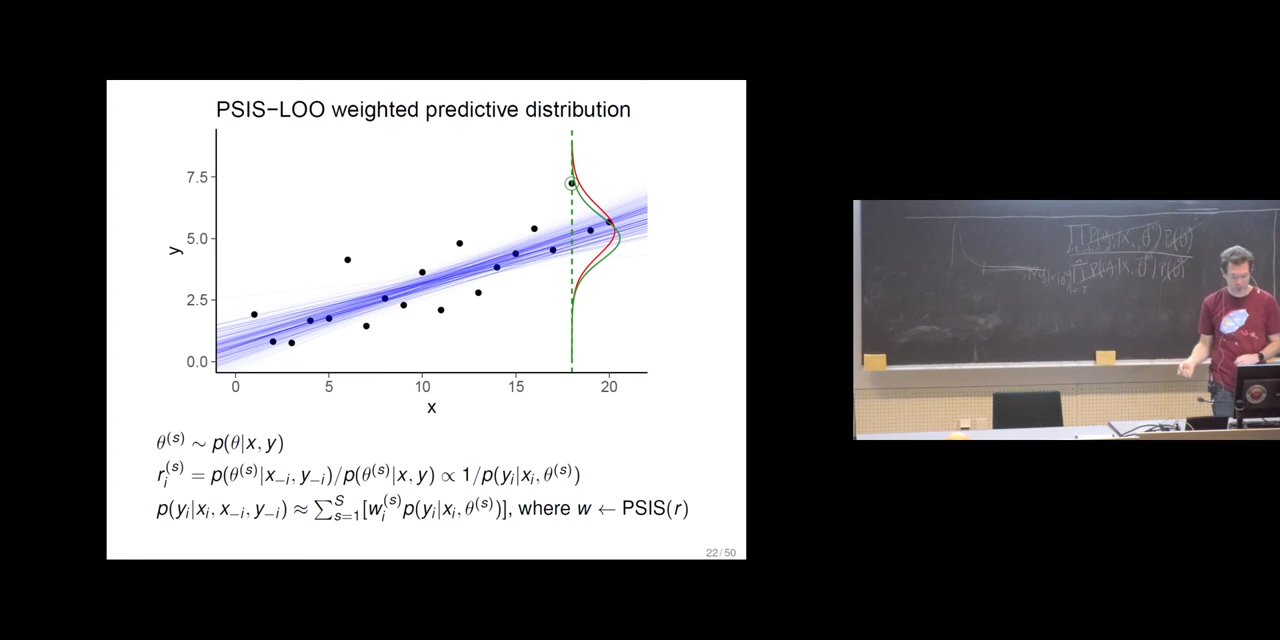 PSIS−LOO weighted predictive distribution
7.5
5.0
2.5
0.0
y
0 5 10 15 20
x
θ^(s) ∼ p(θ|x, y)
r_i^(s) = p(θ^(s)|x_−i, y_−i)/p(θ^(s)|x, y) ∝ 1/p(y_i|x_i, θ^(s))
p(y_i|x_i, x_−i, y_−i) ≈ ∑_{s=1}^{S}[w_i^(s) p(y_i|x_i, θ^(s))], where w ← PSIS(r)
22 / 50